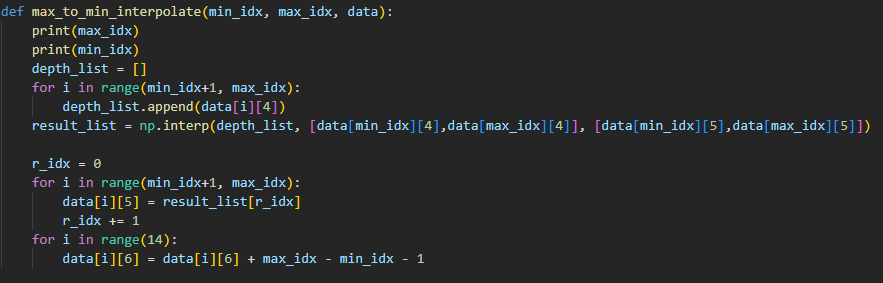 def max_to_min_interpolate(min_idx, max_idx, data):
    print(max_idx)
    print(min_idx)
    depth_list = []
    for i in range(min_idx+1, max_idx):
        depth_list.append(data[i][4])
    result_list = np.interp(depth_list, [data[min_idx][4],data[max_idx][4]], [data[min_idx][5],data[max_idx][5]])

    r_idx = 0
    for i in range(min_idx+1, max_idx):
        data[i][5] = result_list[r_idx]
        r_idx += 1
    for i in range(14):
        data[i][6] = data[i][6] + max_idx - min_idx - 1